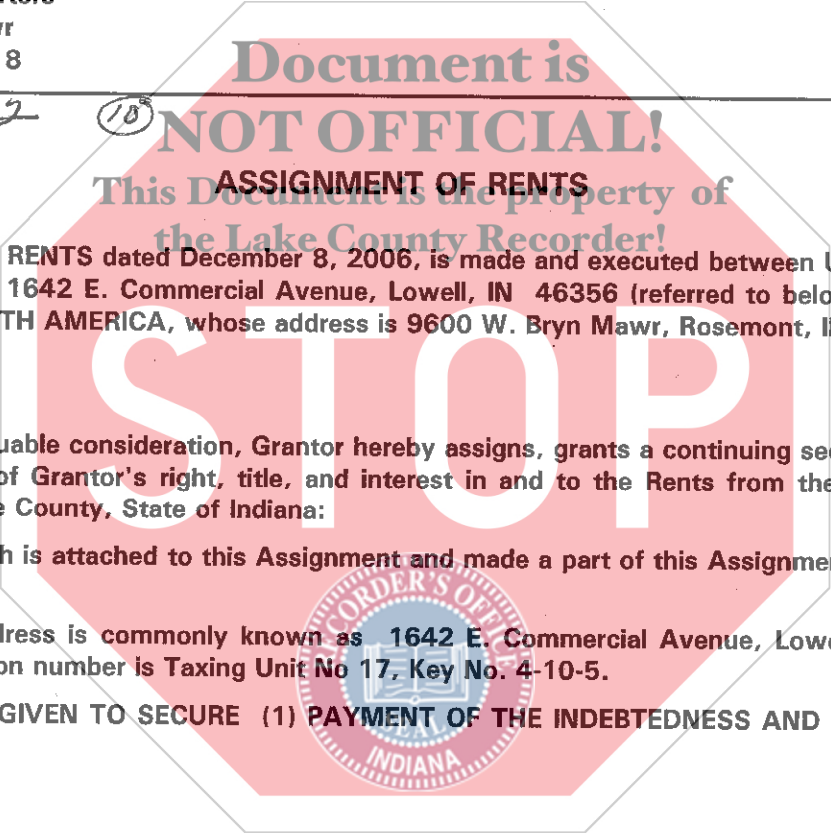 wr
8
2 (10
Document is
NOT OFFICIAL!
This Document is the property of
the Lake County Recorder!
ASSIGNMENT OF RENTS
RENTS dated December 8, 2006, is made and executed between U
1642 E. Commercial Avenue, Lowell, IN 46356 (referred to belo
TH AMERICA, whose address is 9600 W. Bryn Mawr, Rosemont, I
STOP
uable consideration, Grantor hereby assigns, grants a continuing se
of Grantor's right, title, and interest in and to the Rents from the
e County, State of Indiana:
h is attached to this Assignment and made a part of this Assignme
dress is commonly known as 1642 E. Commercial Avenue, Lowe
on number is Taxing Unit No 17, Key No. 4-10-5.
GIVEN TO SECURE (1) PAYMENT OF THE INDEBTEDNESS AND
RECORDER'S OFFICE
SEAL
INDIANA